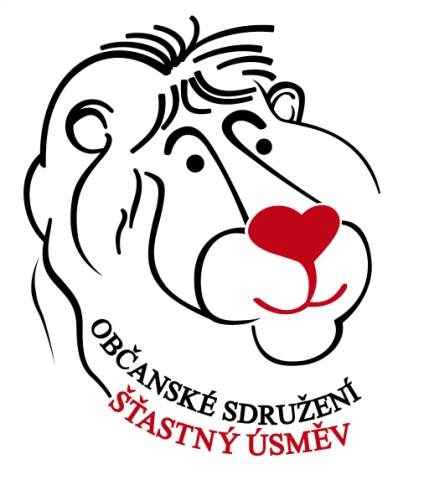 OBČANSKÉ SDRUŽENÍ
ŠŤASTNÝ ÚSMĚV